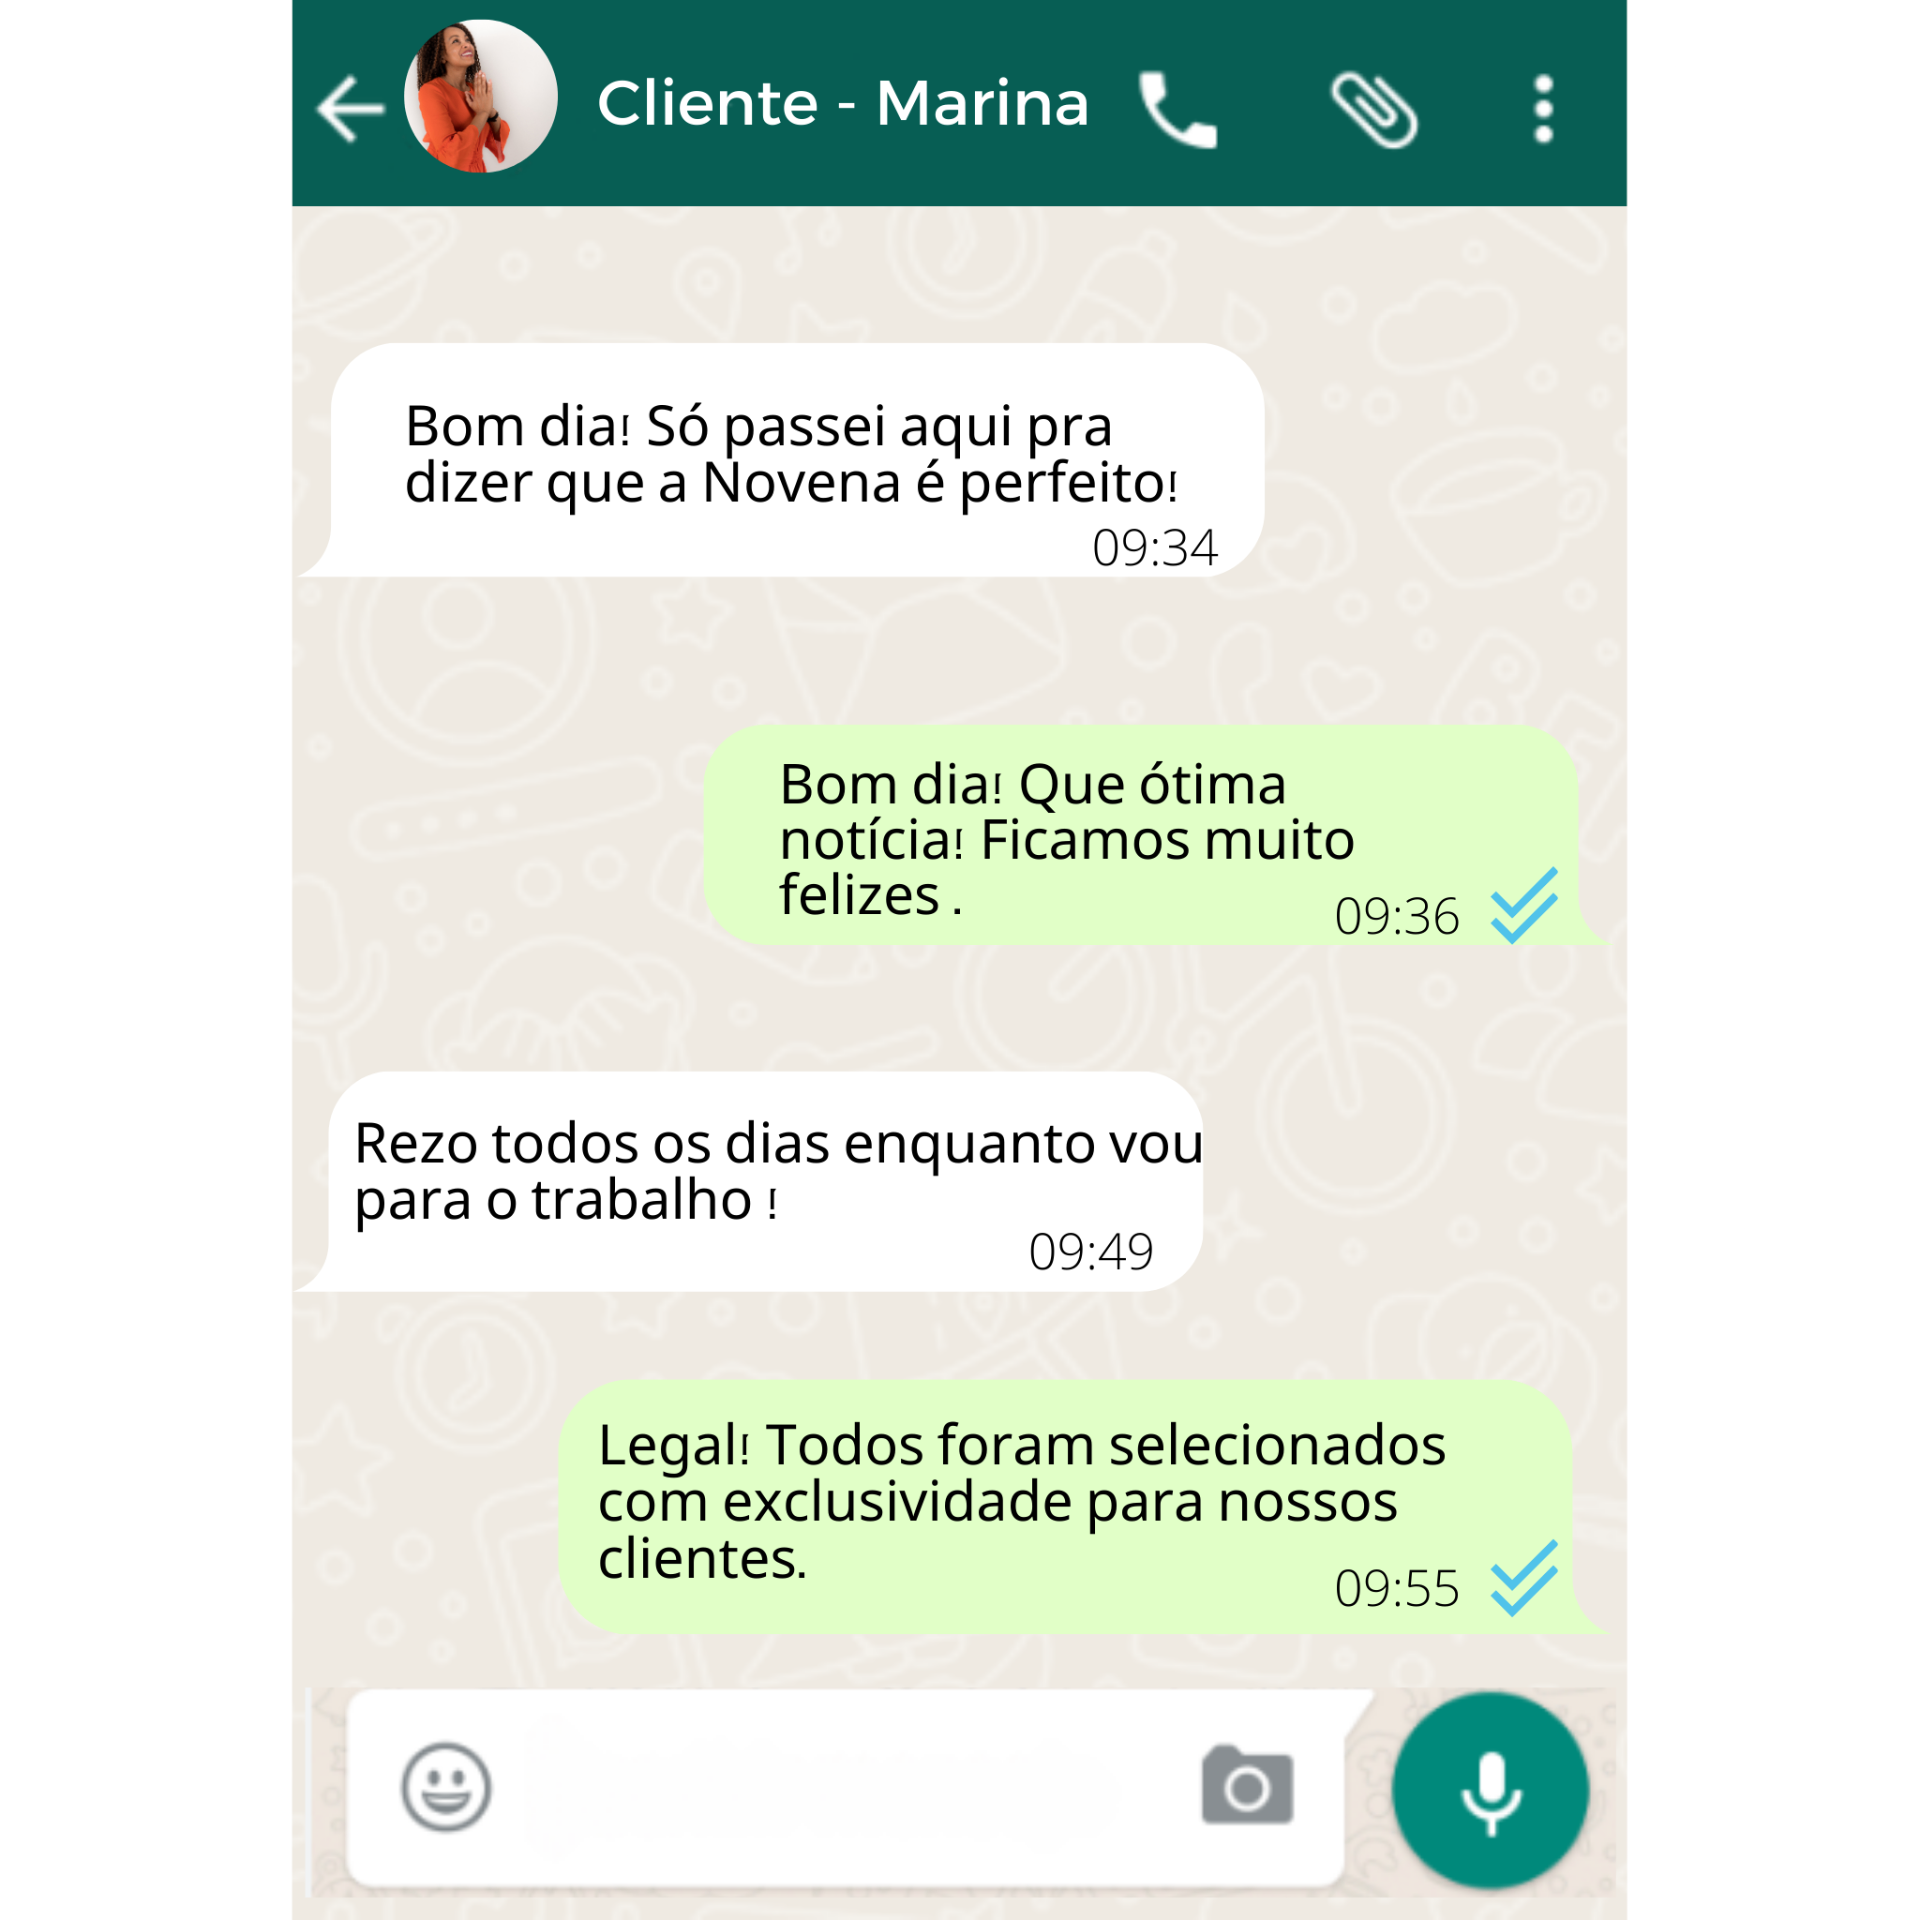 Cliente - Marina
Bom dia! Só passei aqui pra
dizer que a Novena é perfeito!
09:34
Bom dia! Que ótima
notícia! Ficamos muito
felizes .
09:36
Rezo todos os dias enquanto vou
para o trabalho !
09:49
Legal! Todos foram selecionados
com exclusividade para nossos
clientes.
09:55